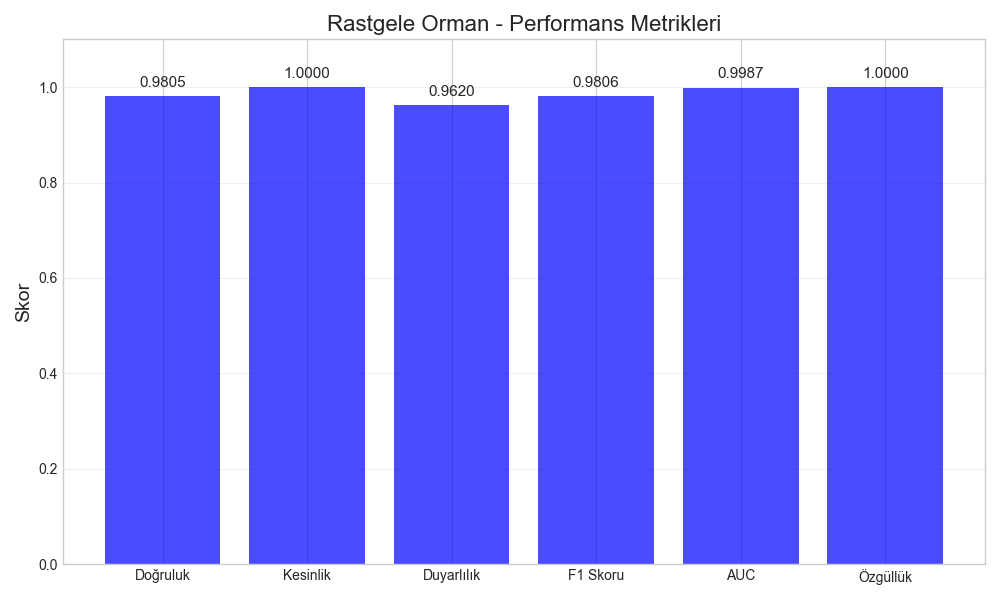 Rastgele Orman - Performans Metrikleri
0.9805
1.0000
0.9620
0.9806
0.9987
1.0000
1.0
0.8
0.6
0.4
0.2
0.0
Skor
Doğruluk
Kesinlik
Duyarlılık
F1 Skoru
AUC
Özgüllük